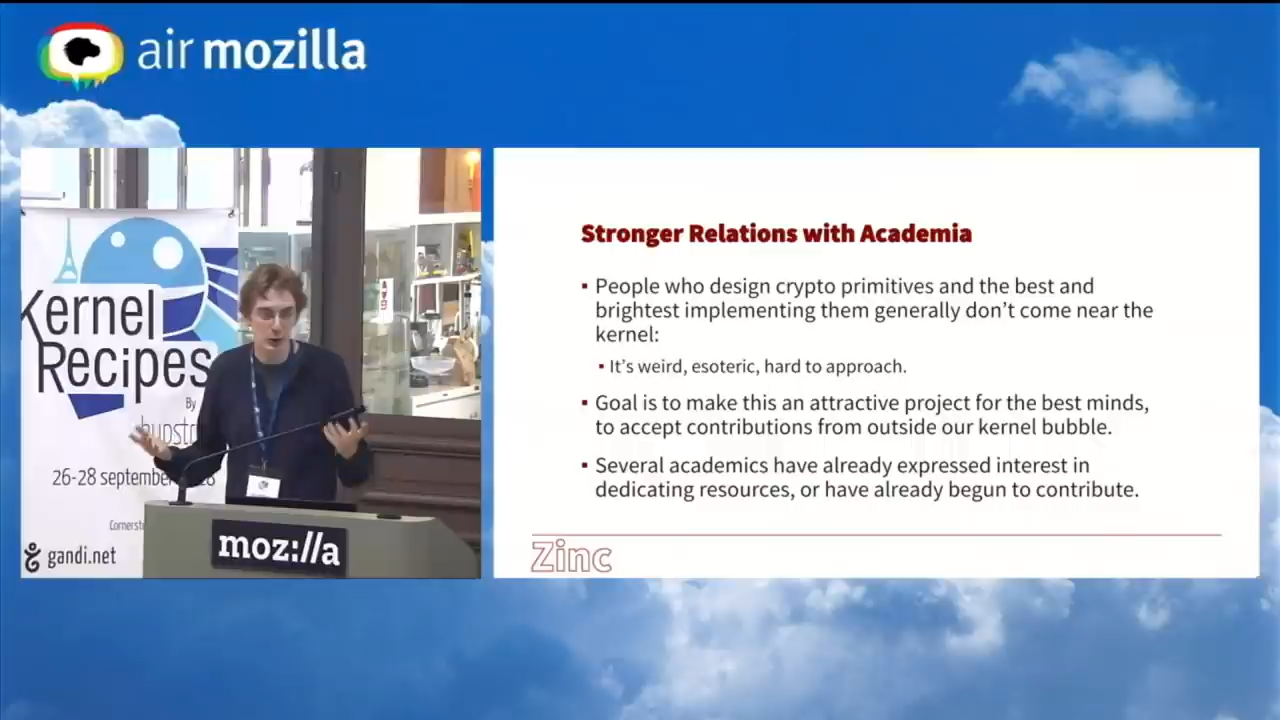 air mozilla
Kernel
Recipes
By
26-28 september
gandi.net
moz://a
Stronger Relations with Academia
▪ People who design crypto primitives and the best and
brightest implementing them generally don't come near the
kernel:
▪ It's weird, esoteric, hard to approach.
▪ Goal is to make this an attractive project for the best minds,
to accept contributions from outside our kernel bubble.
▪ Several academics have already expressed interest in
dedicating resources, or have already begun to contribute.
Zinc